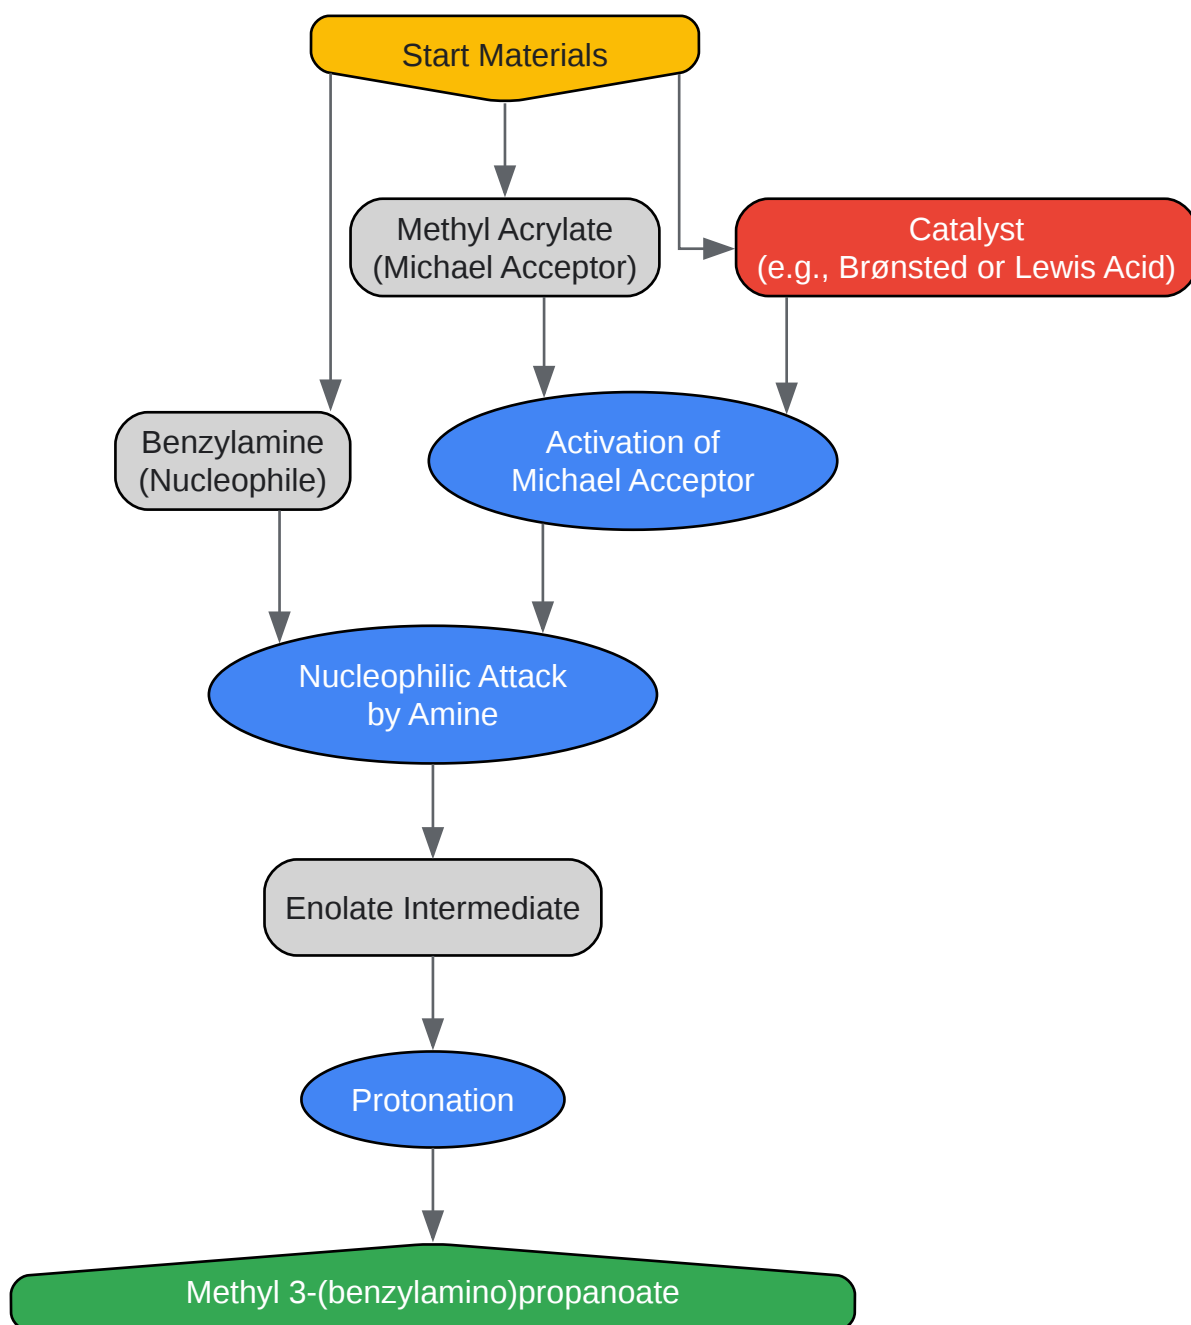 Start Materials
Methyl Acrylate
(Michael Acceptor)
Catalyst
(e.g., Brønsted or Lewis Acid)
Benzylamine
(Nucleophile)
Activation of
Michael Acceptor
Nucleophilic Attack
by Amine
Enolate Intermediate
Protonation
Methyl 3-(benzylamino)propanoate